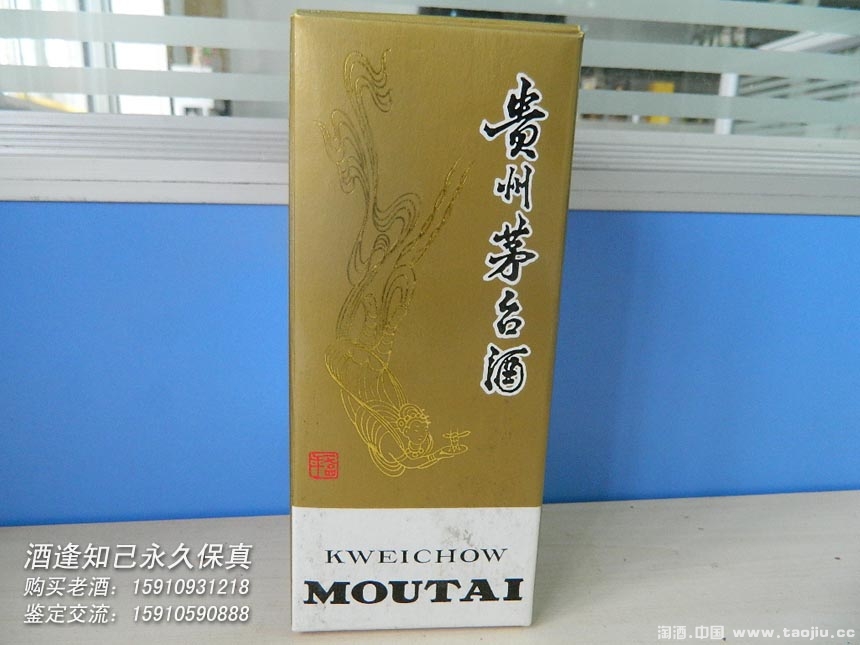 貴州茅台酒
KWEICHOW
MOUTAI
酒逢知己永久保真
购买老酒：15910931218
鉴定交流：15910590888
淘酒.中国 www.taojiu.cc